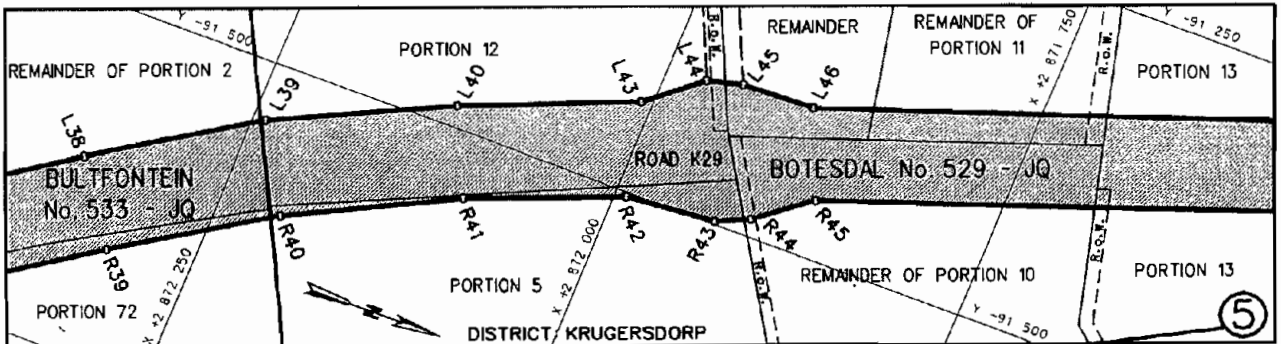 Y -91 500
REMAINDER OF PORTION 2
PORTION 12
REMAINDER
REMAINDER OF
PORTION 11
Y -91 250
PORTION 13
R.o.W.
R.o.W.
X +2 871 750
L38
L39
L40
L43
L44
L45
L46
BULTFONTEIN
No. 533 - JQ
ROAD K29
BOTESDAL No. 529 - JQ
R39
R40
R41
R42
R43
R44
R45
R.o.W.
R.o.W.
PORTION 72
X +2 872 250
PORTION 5
X +2 872 000
REMAINDER OF PORTION 10
PORTION 13
Y -91 500
N
DISTRICT: KRUGERSDORP
5